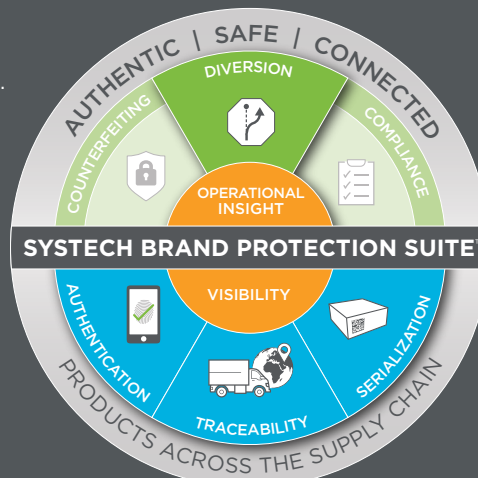 AUTHENTIC | SAFE | CONNECTED
DIVERSION
COUNTERFEITING
COMPLIANCE
OPERATIONAL
INSIGHT
SYSTECH BRAND PROTECTION SUITE
VISIBILITY
AUTHENTICATION
TRACEABILITY
SERIALIZATION
PRODUCTS ACROSS THE SUPPLY CHAIN